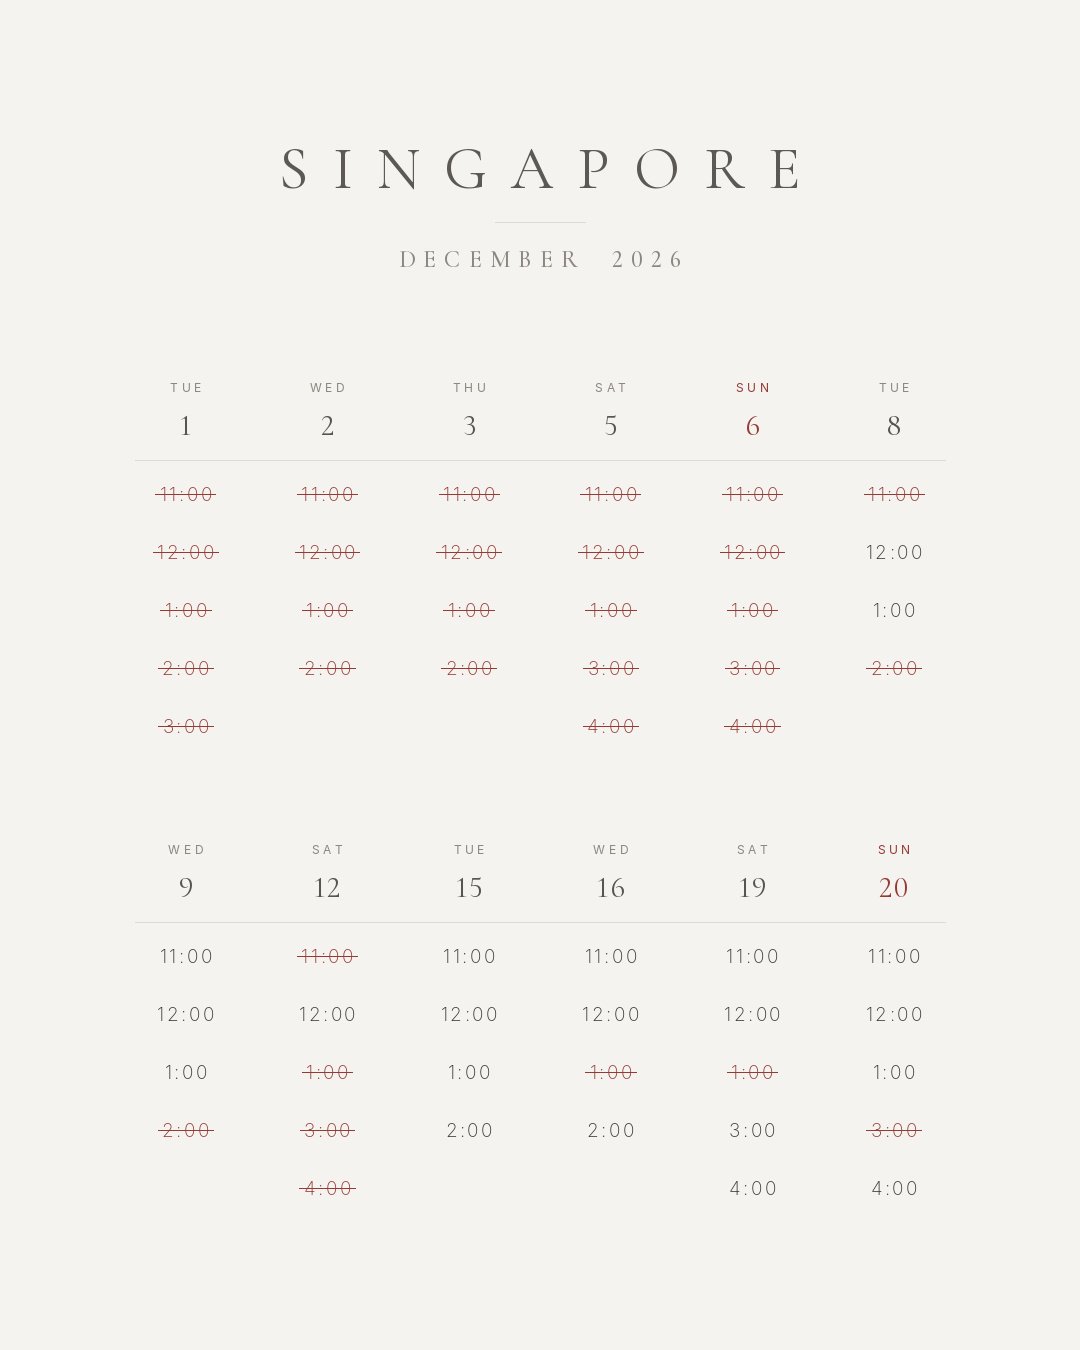 SINGAPORE
DECEMBER 2026
TUE WED THU SAT SUN TUE
1 2 3 5 6 8
11:00 11:00 11:00 11:00 11:00 11:00
12:00 12:00 12:00 12:00 12:00 12:00
1:00 1:00 1:00 1:00 1:00 1:00
2:00 2:00 2:00 3:00 3:00 2:00
3:00 4:00 4:00
WED SAT TUE WED SAT SUN
9 12 15 16 19 20
11:00 11:00 11:00 11:00 11:00 11:00
12:00 12:00 12:00 12:00 12:00 12:00
1:00 1:00 1:00 1:00 1:00 1:00
2:00 3:00 2:00 2:00 3:00 3:00
4:00 4:00 4:00